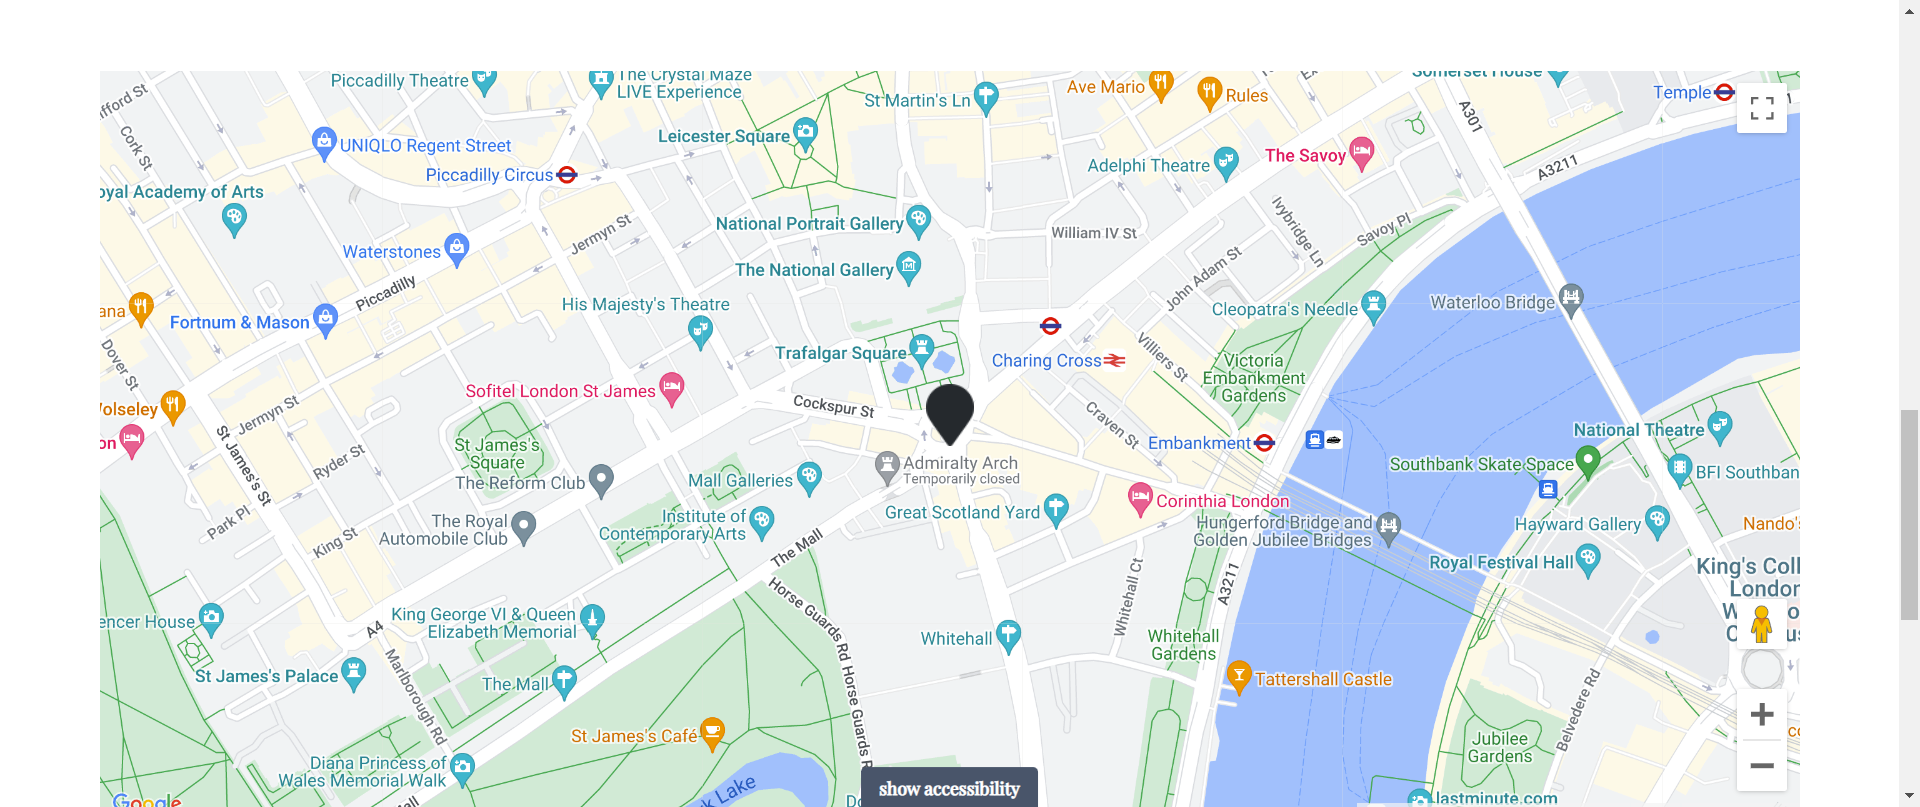 Piccadilly Theatre
The Crystal Maze
LIVE Experience
St Martin's Ln
Ave Mario
Rules
Somerset House
Temple
A301
Cork St
UNIQLO Regent Street
Leicester Square
Adelphi Theatre
The Savoy
A3211
Piccadilly Circus
oyal Academy of Arts
National Portrait Gallery
Jermyn St
William IV St
Ivybridge Ln
Savoy Pl
Waterstones
The National Gallery
John Adam St
Piccadilly
His Majesty's Theatre
Cleopatra's Needle
Waterloo Bridge
ana
Fortnum & Mason
Dover St
Trafalgar Square
Charing Cross
Villiers St
Victoria
Embankment
Gardens
Sofitel London St James
Cockspur St
Craven St
Jermyn St
St James's St
St James's
Square
Ryder St
Embankment
National Theatre
on
Admiralty Arch
Temporarily closed
Southbank Skate Space
BFI Southban
The Reform Club
Mall Galleries
Corinthia London
Park Pl
King St
The Royal
Automobile Club
Institute of
Contemporary Arts
Great Scotland Yard
Hungerford Bridge and
Golden Jubilee Bridges
Hayward Gallery
Nando's
The Mall
Royal Festival Hall
King's Coll
London
A3211
Whitehall Ct
Horse Guards Rd
Horse Guards R
encer House
A4
King George VI & Queen
Elizabeth Memorial
Whitehall
Whitehall
Gardens
St James's Palace
Marlborough Rd
The Mall
Tattershall Castle
Belvedere Rd
St James's Café
Jubilee
Gardens
Diana Princess of
Wales Memorial Walk
Mall
k Lake
show accessibility
lastminute.com
Google